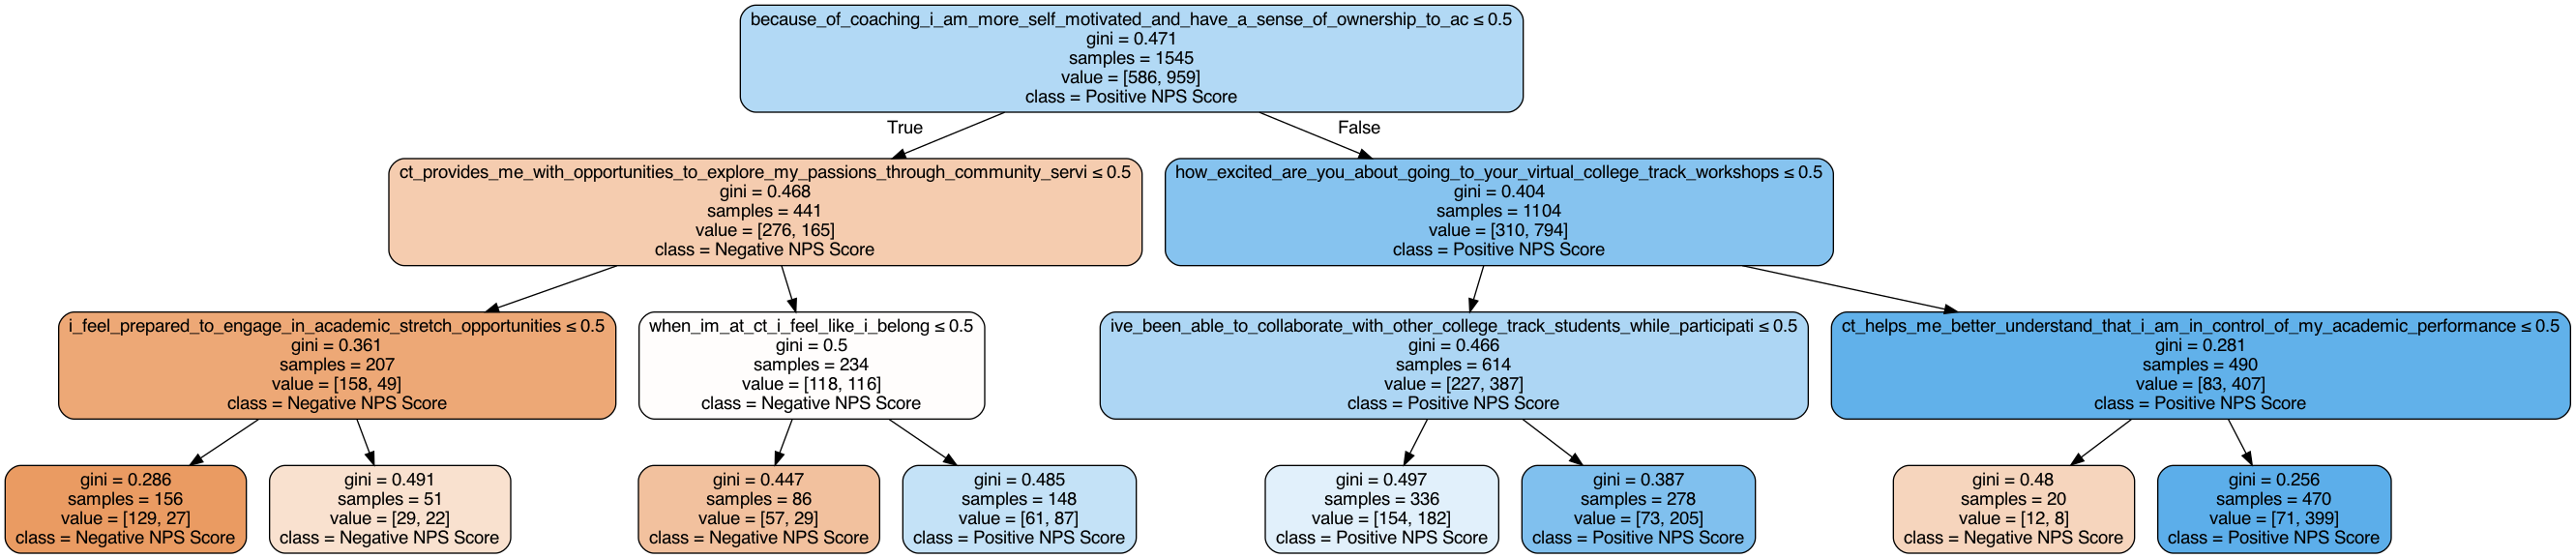 because_of_coaching_i_am_more_self_motivated_and_have_a_sense_of_ownership_to_ac ≤ 0.5
gini = 0.471
samples = 1545
value = [586, 959]
class = Positive NPS Score
True
False
ct_provides_me_with_opportunities_to_explore_my_passions_through_community_servi ≤ 0.5
gini = 0.468
samples = 441
value = [276, 165]
class = Negative NPS Score
how_excited_are_you_about_going_to_your_virtual_college_track_workshops ≤ 0.5
gini = 0.404
samples = 1104
value = [310, 794]
class = Positive NPS Score
i_feel_prepared_to_engage_in_academic_stretch_opportunities ≤ 0.5
gini = 0.361
samples = 207
value = [158, 49]
class = Negative NPS Score
when_im_at_ct_i_feel_like_i_belong ≤ 0.5
gini = 0.5
samples = 234
value = [118, 116]
class = Negative NPS Score
ive_been_able_to_collaborate_with_other_college_track_students_while_participati ≤ 0.5
gini = 0.466
samples = 614
value = [227, 387]
class = Positive NPS Score
ct_helps_me_better_understand_that_i_am_in_control_of_my_academic_performance ≤ 0.5
gini = 0.281
samples = 490
value = [83, 407]
class = Positive NPS Score
gini = 0.286
samples = 156
value = [129, 27]
class = Negative NPS Score
gini = 0.491
samples = 51
value = [29, 22]
class = Negative NPS Score
gini = 0.447
samples = 86
value = [57, 29]
class = Negative NPS Score
gini = 0.485
samples = 148
value = [61, 87]
class = Positive NPS Score
gini = 0.497
samples = 336
value = [154, 182]
class = Positive NPS Score
gini = 0.387
samples = 278
value = [73, 205]
class = Positive NPS Score
gini = 0.48
samples = 20
value = [12, 8]
class = Negative NPS Score
gini = 0.256
samples = 470
value = [71, 399]
class = Positive NPS Score